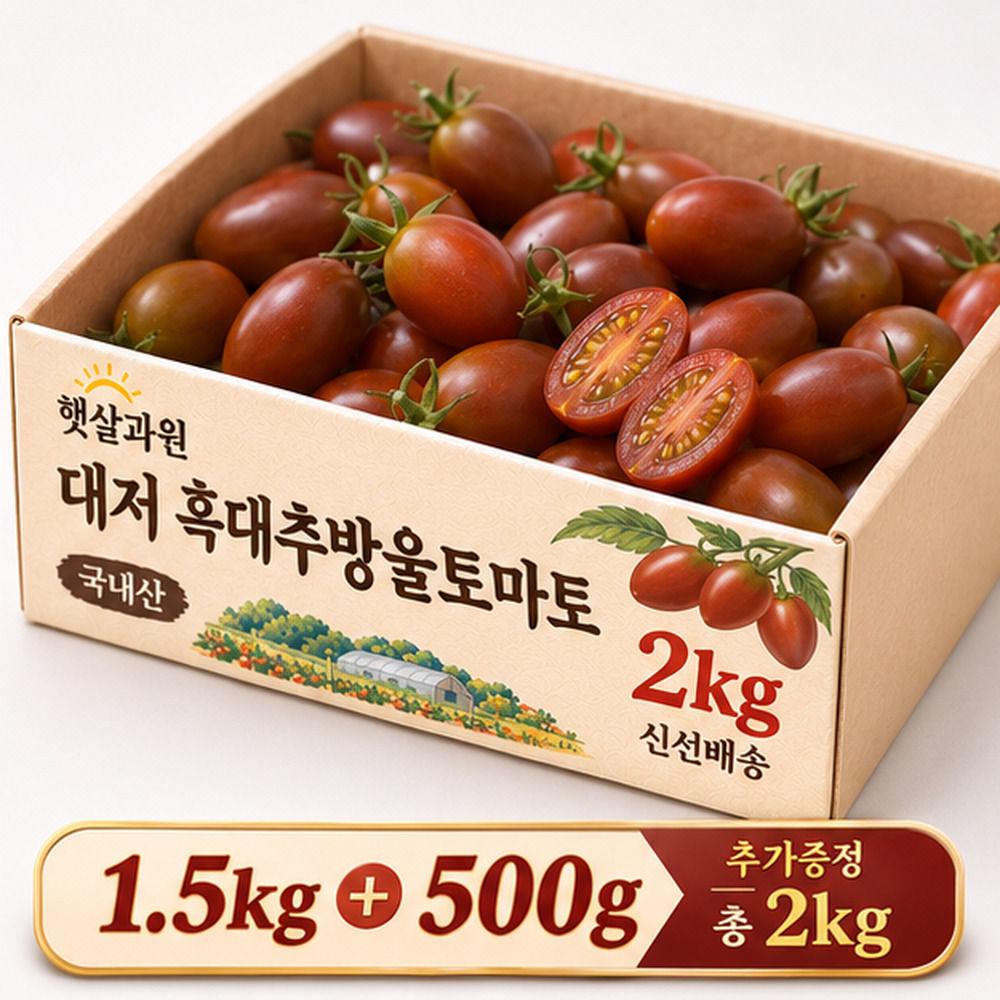 햇살과원
대저 흑대추방울토마토
국내산
2kg
신선배송
1.5kg + 500g
추가증정
총 2kg